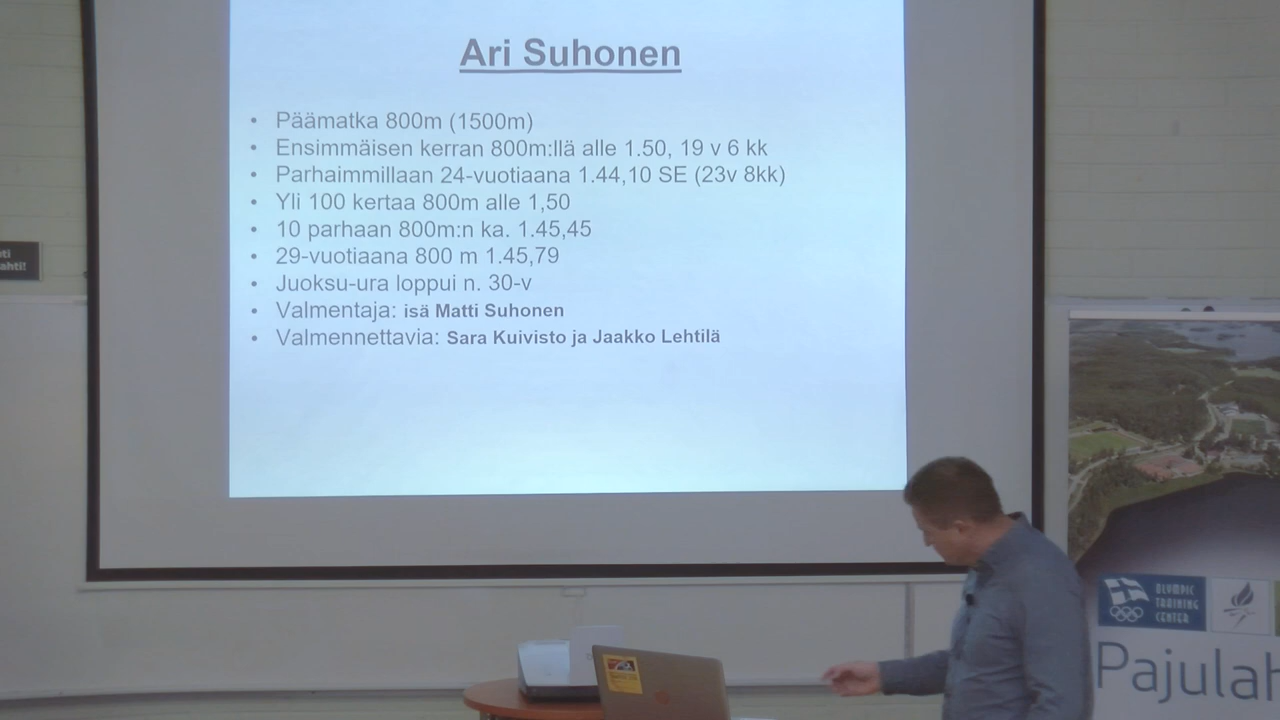 Ari Suhonen
• Päämatka 800m (1500m)
• Ensimmäisen kerran 800m:llä alle 1.50, 19 v 6 kk
• Parhaimmillaan 24-vuotiaana 1.44,10 SE (23v 8kk)
• Yli 100 kertaa 800m alle 1,50
• 10 parhaan 800m:n ka. 1.45,45
• 29-vuotiaana 800 m 1.45,79
• Juoksu-ura loppui n. 30-v
• Valmentaja: isä Matti Suhonen
• Valmennettavia: Sara Kuivisto ja Jaakko Lehtilä
ahti!
OLYMPIC
TRAINING
CENTER
Pajulah